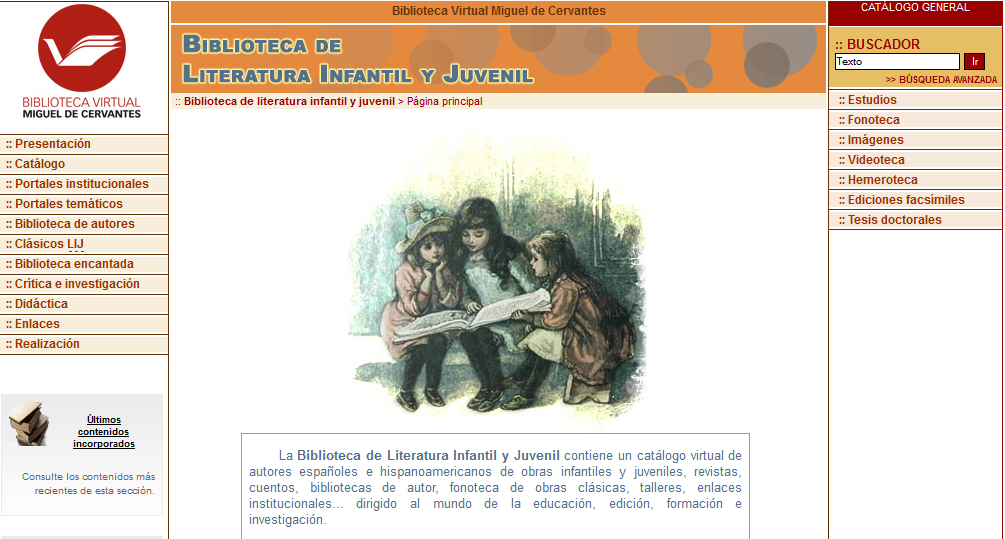 BIBLIOTECA VIRTUAL
MIGUEL DE CERVANTES
:: Presentación
:: Catálogo
:: Portales institucionales
:: Portales temáticos
:: Biblioteca de autores
:: Clásicos LIJ
:: Biblioteca encantada
:: Crítica e investigación
:: Didáctica
:: Enlaces
:: Realización
Últimos
contenidos
incorporados
Consulte los contenidos más
recientes de esta sección.
Biblioteca Virtual Miguel de Cervantes
BIBLIOTECA DE
LITERATURA INFANTIL Y JUVENIL
:: Biblioteca de literatura infantil y juvenil > Página principal
La Biblioteca de Literatura Infantil y Juvenil contiene un catálogo virtual de
autores españoles e hispanoamericanos de obras infantiles y juveniles, revistas,
cuentos, bibliotecas de autor, fonoteca de obras clásicas, talleres, enlaces
institucionales... dirigido al mundo de la educación, edición, formación e
investigación.
CATÁLOGO GENERAL
:: BUSCADOR
Texto
Ir
>> BÚSQUEDA AVANZADA
:: Estudios
:: Fonoteca
:: Imágenes
:: Videoteca
:: Hemeroteca
:: Ediciones facsímiles
:: Tesis doctorales